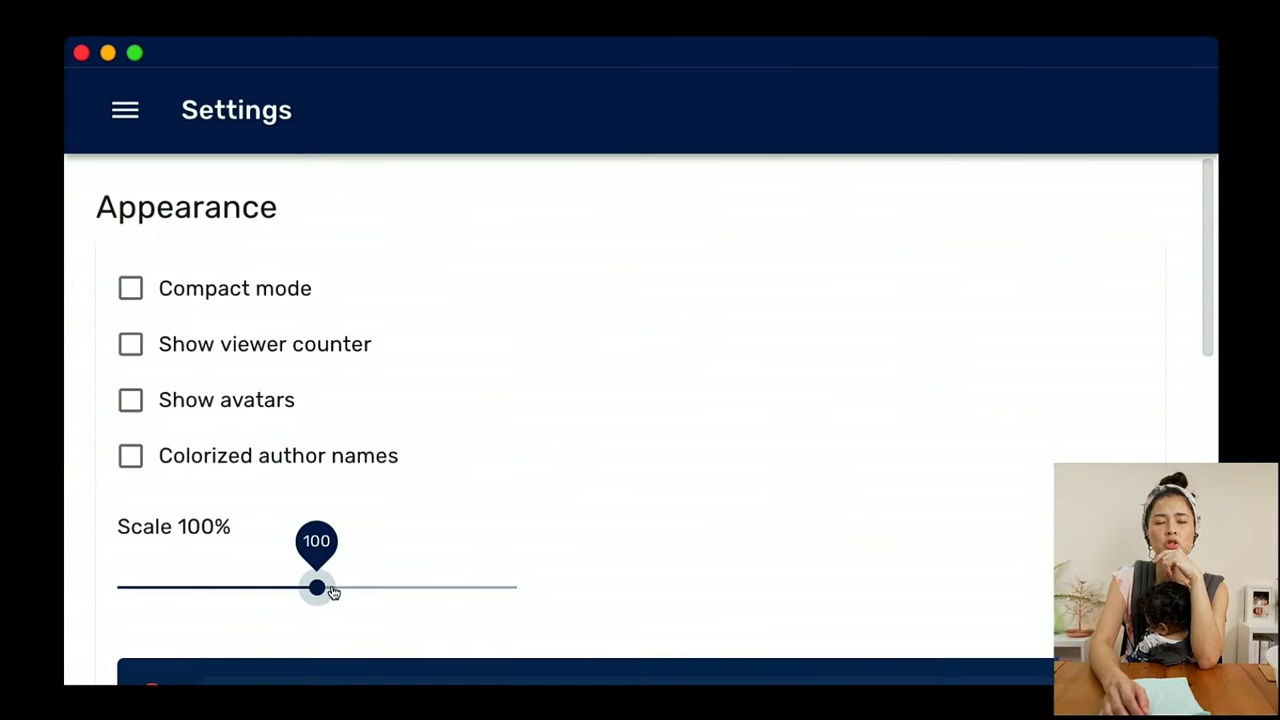 Settings
Appearance
Compact mode
Show viewer counter
Show avatars
Colorized author names
Scale 100%
100